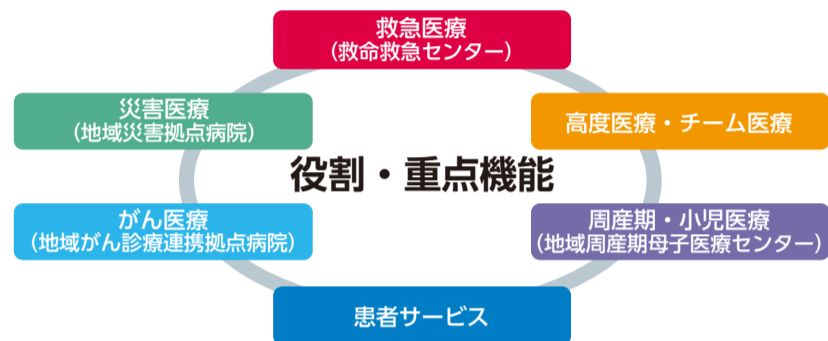 救急医療
(救命救急センター)
災害医療
(地域災害拠点病院)
高度医療・チーム医療
役割・重点機能
がん医療
(地域がん診療連携拠点病院)
周産期・小児医療
(地域周産期母子医療センター)
患者サービス